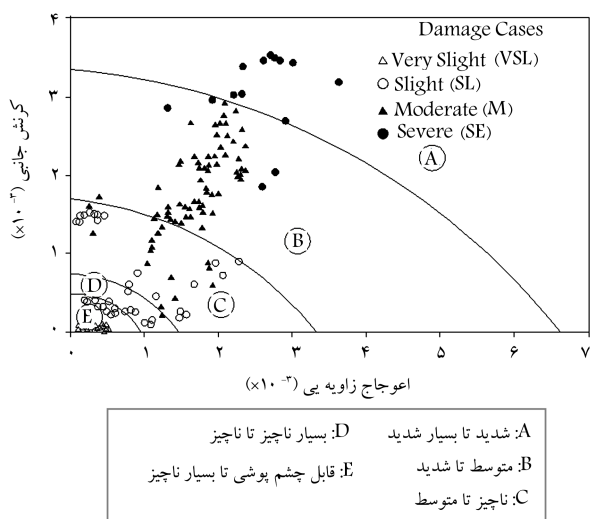 Damage Cases
Very Slight (VSL)
Slight (SL)
Moderate (M)
Severe (SE)
۴
۳
۲
۱
۰
کرنش جانبی (×۱۰⁻³)
A
B
C
D
E
۰ ۱ ۲ ۳ ۴ ۵ ۶ ۷
اعوجاج زاویه یی (×۱۰⁻³)
A: شدید تا بسیار شدید
D: بسیار ناچیز تا ناچیز
B: متوسط تا شدید
E: قابل چشم پوشی تا بسیار ناچیز
C: ناچیز تا متوسط